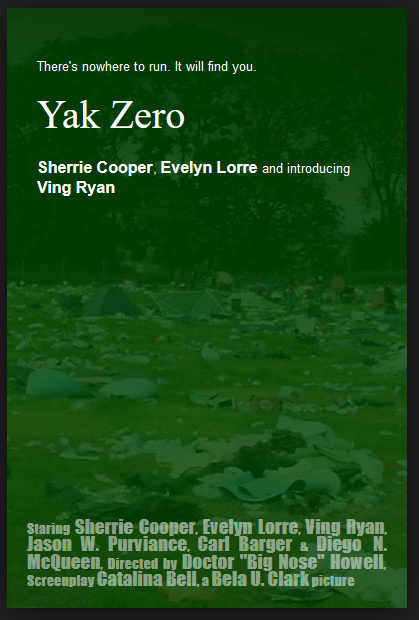 There's nowhere to run. It will find you.
Yak Zero
Sherrie Cooper, Evelyn Lorre and introducing
Ving Ryan
Staring Sherrie Cooper, Evelyn Lorre, Ving Ryan,
Jason W. Purviance, Carl Barger & Diego N.
McQueen, Directed by Doctor "Big Nose" Howell,
Screenplay Catalina Bell, a Bela U. Clark picture